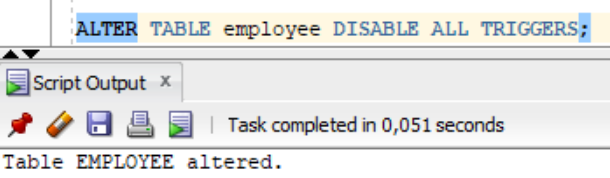 ALTER TABLE employee DISABLE ALL TRIGGERS;
Script Output x
Task completed in 0,051 seconds
Table EMPLOYEE altered.